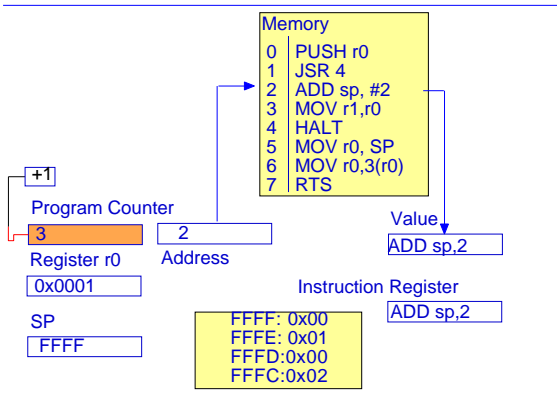 Memory
0 PUSH r0
1 JSR 4
2 ADD sp, #2
3 MOV r1,r0
4 HALT
5 MOV r0, SP
6 MOV r0,3(r0)
7 RTS
+1
Program Counter
3
2
Address
Value
ADD sp,2
Register r0
0x0001
Instruction Register
ADD sp,2
SP
FFFF
FFFF: 0x00
FFFE: 0x01
FFFD:0x00
FFFC:0x02